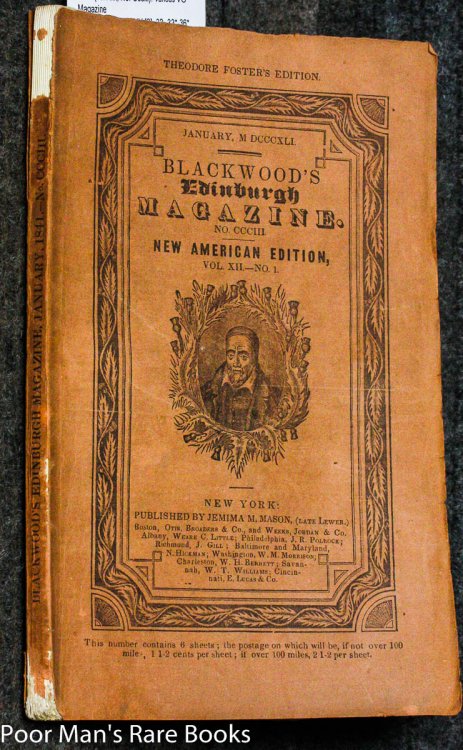 Magazine
THEODORE FOSTER'S EDITION.
JANUARY, M DCCCXLI.
BLACKWOOD'S
Edinburgh
MAGAZINE.
NO. CCCIII.
NEW AMERICAN EDITION,
VOL. XII.—NO. 1.
NEW YORK:
PUBLISHED BY JEMIMA M. MASON, (LATE LEWER.)
Boston, Otis, Broaders & Co., and Weeks, Jordan & Co.
Albany, Weare C. Little; Philadelphia, J. R. Pollock;
Richmond, J. Gill; Baltimore and Maryland,
N. Hickman; Washington, W. M. Morrison;
Charleston, W. H. Berrett; Savan-
nah, W. T. Williams; Cincin-
nati, E. Lucas & Co.
This number contains 6 sheets; the postage on which will be, if not over 100
miles, 1 1-2 cents per sheet; if over 100 miles, 2 1-2 per sheet.
BLACKWOOD'S EDINBURGH MAGAZINE, JANUARY, 1841.—No. CCCIII.
Poor Man's Rare Books